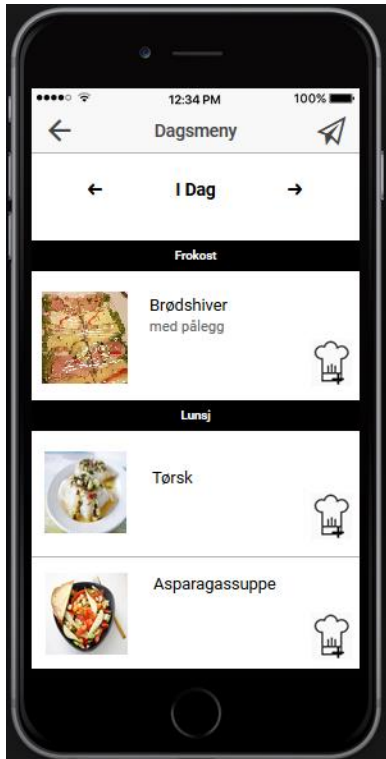 12:34 PM
100%
Dagsmeny
I Dag
Frokost
Brødshiver
med pålegg
Lunsj
Tørsk
Asparagassuppe